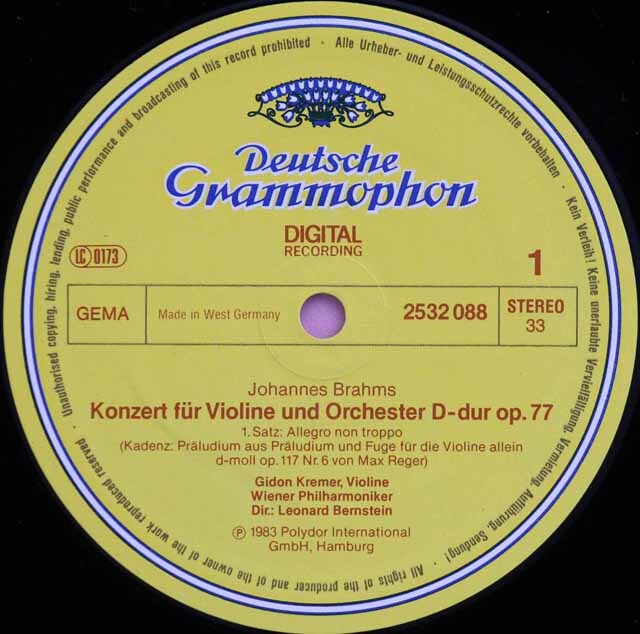 Unauthorised copying, hiring, lending, public performance and broadcasting of this record prohibited · Alle Urheber- und Leistungsschutzrechte vorbehalten · Kein Verleih! Keine unerlaubte Vervielfältigung, Vermietung, Aufführung, Sendung! · All rights of the producer and of the owner of the work reproduced reserved ·
Deutsche
Grammophon
DIGITAL
RECORDING
LC 0173
1
GEMA
Made in West Germany
2532 088
STEREO
33
Johannes Brahms
Konzert für Violine und Orchester D-dur op. 77
1. Satz: Allegro non troppo
(Kadenz: Präludium aus Präludium und Fuge für die Violine allein
d-moll op. 117 Nr. 6 von Max Reger)
Gidon Kremer, Violine
Wiener Philharmoniker
Dir.: Leonard Bernstein
℗ 1983 Polydor International
GmbH, Hamburg